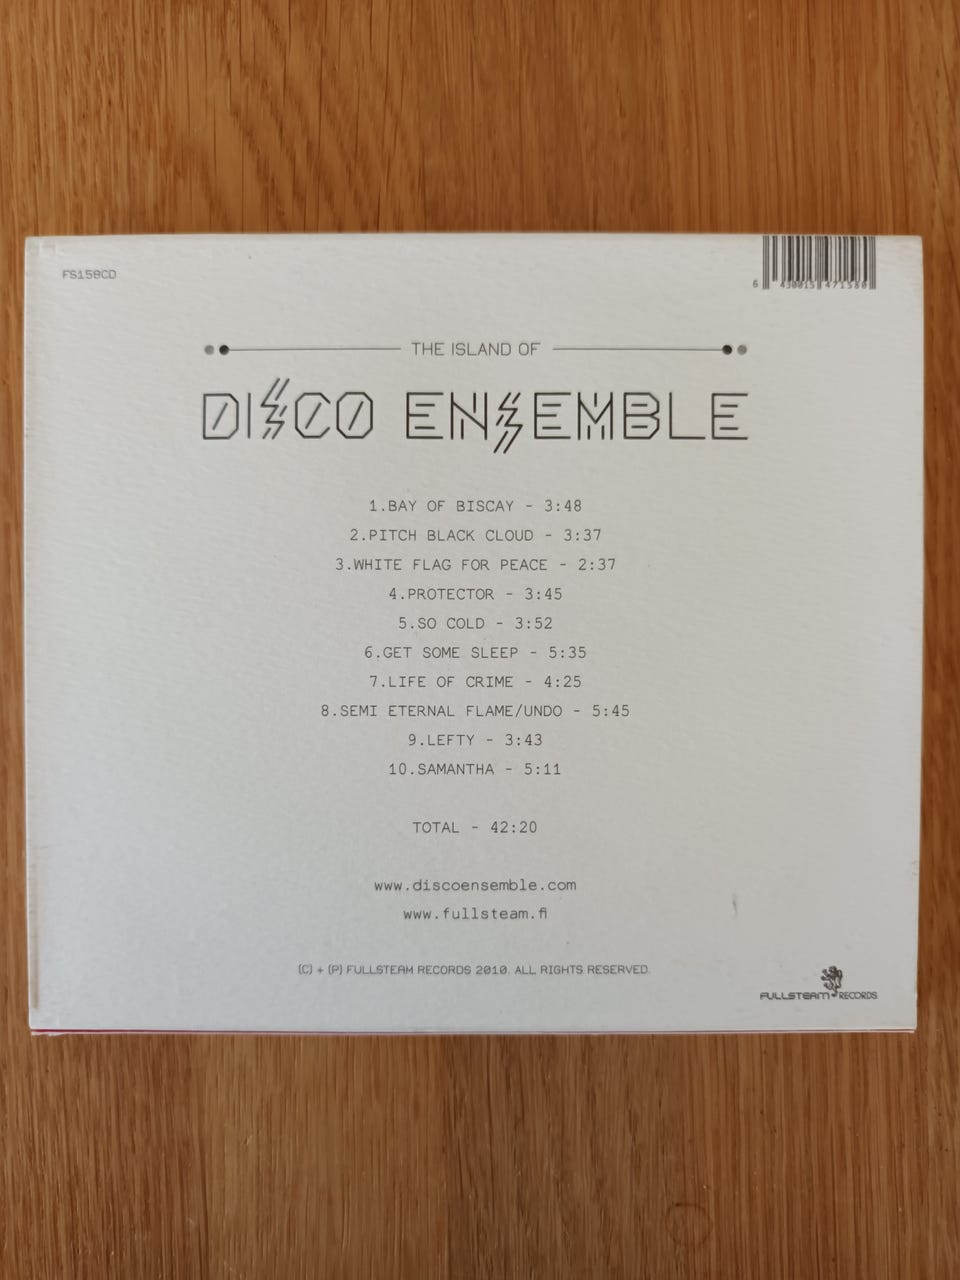 FS158CD
6 430015 471580
THE ISLAND OF
DISCO ENSEMBLE
1.BAY OF BISCAY - 3:48
2.PITCH BLACK CLOUD - 3:37
3.WHITE FLAG FOR PEACE - 2:37
4.PROTECTOR - 3:45
5.SO COLD - 3:52
6.GET SOME SLEEP - 5:35
7.LIFE OF CRIME - 4:25
8.SEMI ETERNAL FLAME/UNDO - 5:45
9.LEFTY - 3:43
10.SAMANTHA - 5:11
TOTAL - 42:20
www.discoensemble.com
www.fullsteam.fi
(C) + (P) FULLSTEAM RECORDS 2010. ALL RIGHTS RESERVED.
FULLSTEAM RECORDS